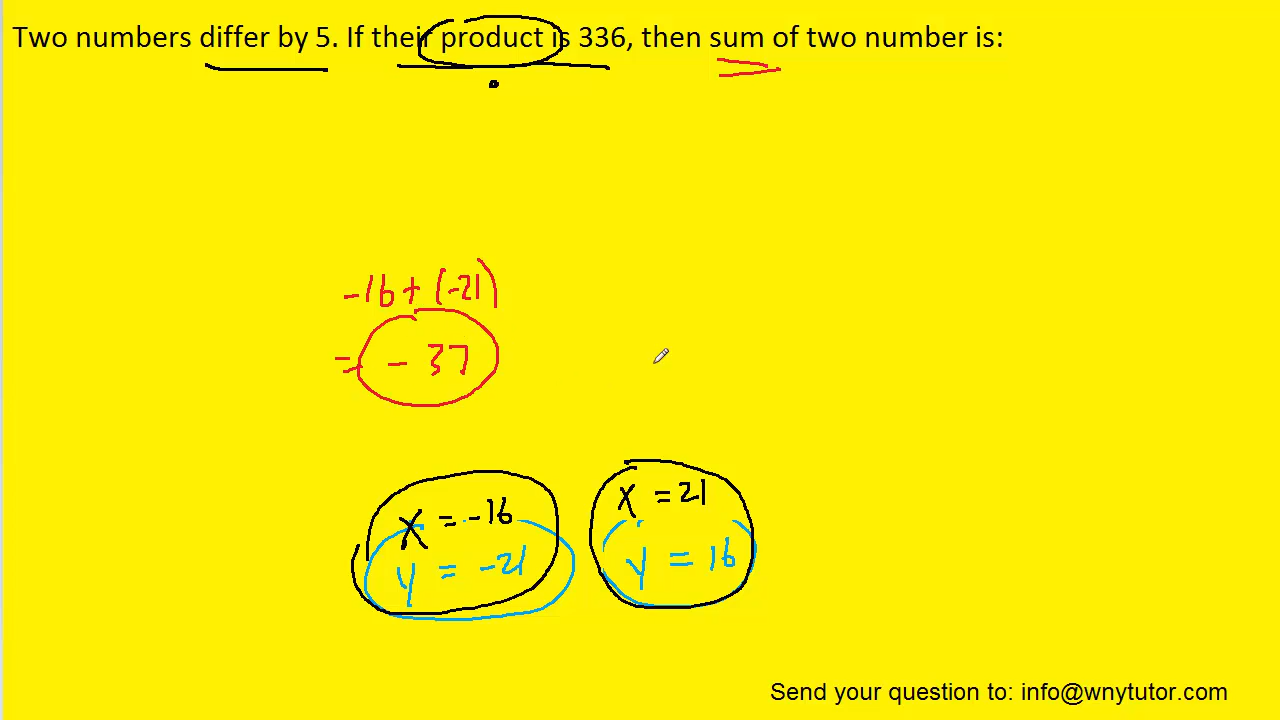 Two numbers differ by 5. If their product is 336, then sum of two number is:
-16+(-21)
= -37
x = -16
y = -21
x = 21
y = 16
Send your question to: info@wnytutor.com